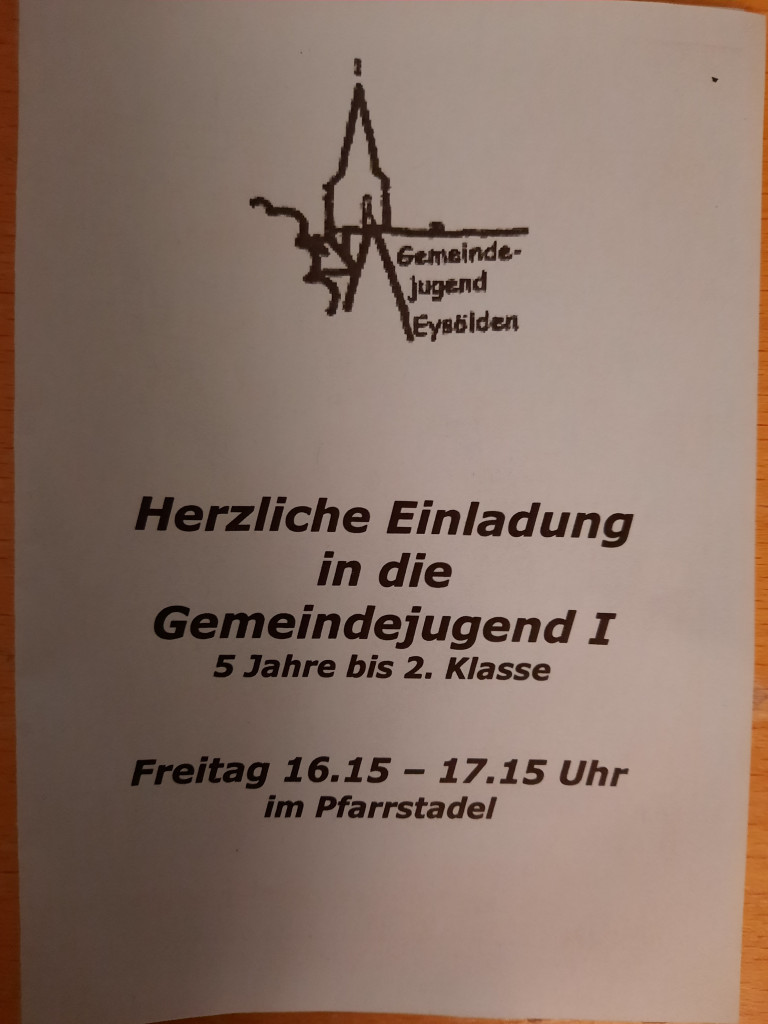 Gemeinde-
jugend
Eysölden
Herzliche Einladung
in die
Gemeindejugend I
5 Jahre bis 2. Klasse
Freitag 16.15 – 17.15 Uhr
im Pfarrstadel